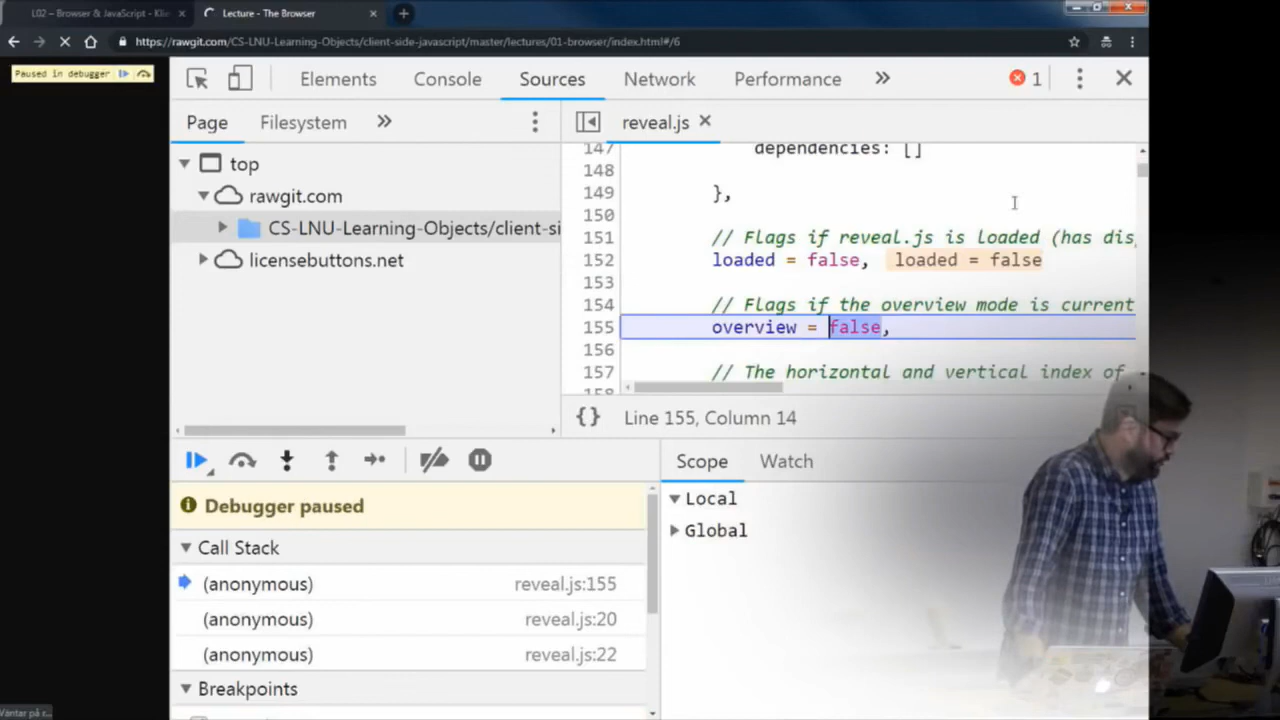 L02 – Browser & JavaScript - Klie
Lecture - The Browser
https://rawgit.com/CS-LNU-Learning-Objects/client-side-javascript/master/lectures/01-browser/index.html#/6
Paused in debugger
Elements Console Sources Network Performance 1
Page Filesystem
reveal.js
top
rawgit.com
CS-LNU-Learning-Objects/client-si
licensebuttons.net
147 dependencies: []
148
149 },
150
151 // Flags if reveal.js is loaded (has dis
152 loaded = false, loaded = false
153
154 // Flags if the overview mode is current
155 overview = false,
156
157 // The horizontal and vertical index of
158
{} Line 155, Column 14
Debugger paused
Call Stack
(anonymous) reveal.js:155
(anonymous) reveal.js:20
(anonymous) reveal.js:22
Breakpoints
Scope Watch
Local
Global
Väntar på r...